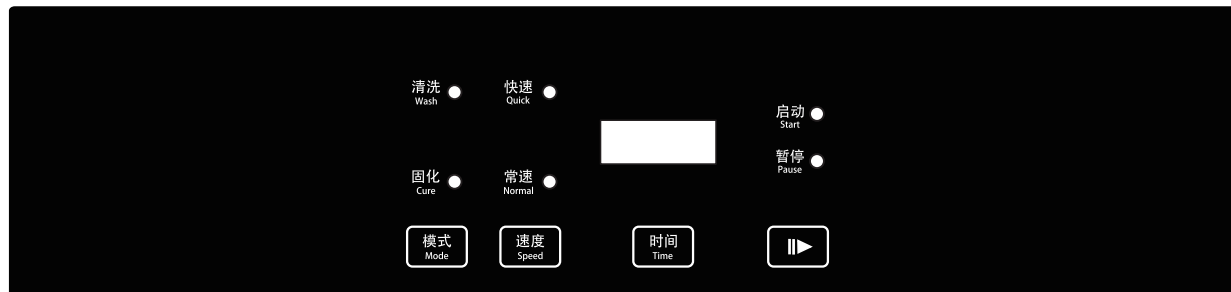 清洗
Wash
快速
Quick
启动
Start
暂停
Pause
固化
Cure
常速
Normal
模式
Mode
速度
Speed
时间
Time